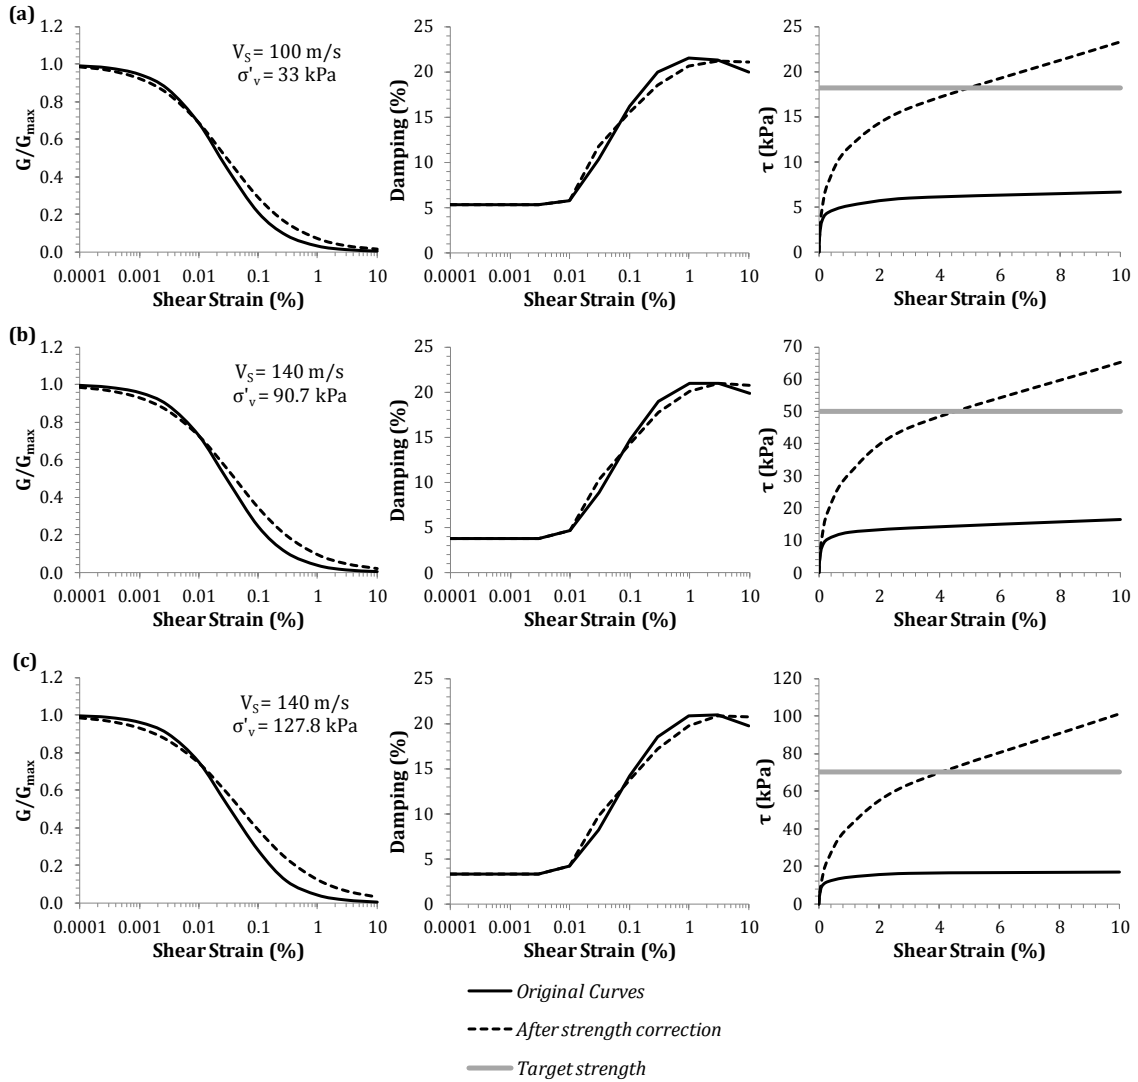 (a)
V_S = 100 m/s
σ'_v = 33 kPa
G/G_max
1.2
1.0
0.8
0.6
0.4
0.2
0.0
0.0001 0.001 0.01 0.1 1 10
Shear Strain (%)
Damping (%)
25
20
15
10
5
0
0.0001 0.001 0.01 0.1 1 10
Shear Strain (%)
τ (kPa)
25
20
15
10
5
0
0 2 4 6 8 10
Shear Strain (%)
(b)
V_S = 140 m/s
σ'_v = 90.7 kPa
G/G_max
1.2
1.0
0.8
0.6
0.4
0.2
0.0
0.0001 0.001 0.01 0.1 1 10
Shear Strain (%)
Damping (%)
25
20
15
10
5
0
0.0001 0.001 0.01 0.1 1 10
Shear Strain (%)
τ (kPa)
70
60
50
40
30
20
10
0
0 2 4 6 8 10
Shear Strain (%)
(c)
V_S = 140 m/s
σ'_v = 127.8 kPa
G/G_max
1.2
1.0
0.8
0.6
0.4
0.2
0.0
0.0001 0.001 0.01 0.1 1 10
Shear Strain (%)
Damping (%)
25
20
15
10
5
0
0.0001 0.001 0.01 0.1 1 10
Shear Strain (%)
τ (kPa)
120
100
80
60
40
20
0
0 2 4 6 8 10
Shear Strain (%)
Original Curves
After strength correction
Target strength